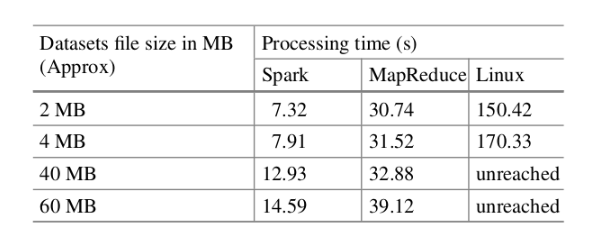 Datasets file size in MB Processing time (s)
(Approx)
Spark MapReduce Linux
2 MB 7.32 30.74 150.42
4 MB 7.91 31.52 170.33
40 MB 12.93 32.88 unreached
60 MB 14.59 39.12 unreached